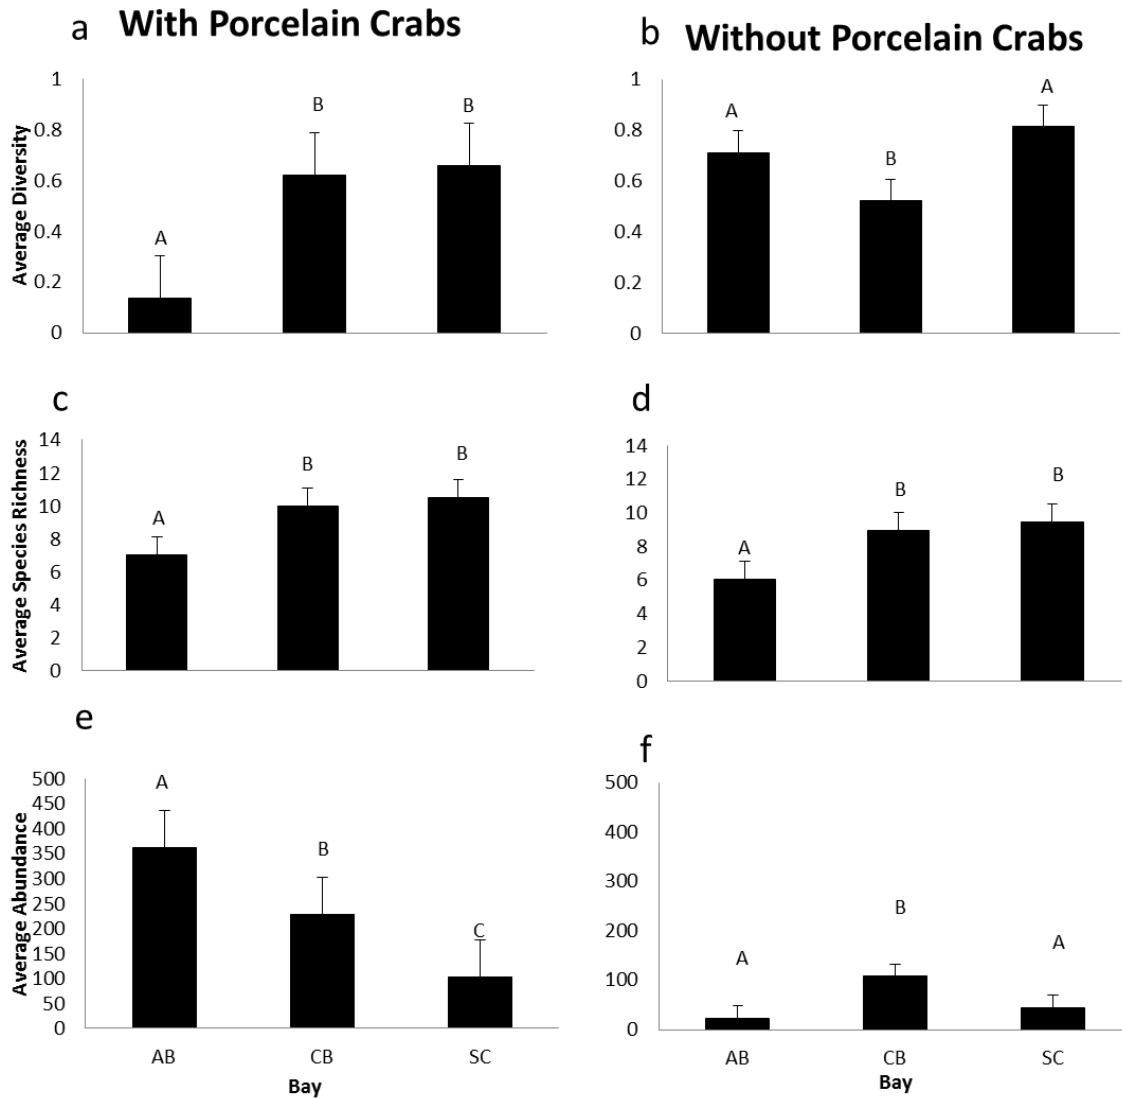 a With Porcelain Crabs
b Without Porcelain Crabs
Average Diversity
1
0.8
0.6
0.4
0.2
0
A
B
B
1
0.8
0.6
0.4
0.2
0
A
B
A
c
Average Species Richness
14
12
10
8
6
4
2
0
A
B
B
d
14
12
10
8
6
4
2
0
A
B
B
e
Average Abundance
500
450
400
350
300
250
200
150
100
50
0
A
B
C
AB CB SC
Bay
f
500
400
300
200
100
0
A
B
A
AB CB SC
Bay